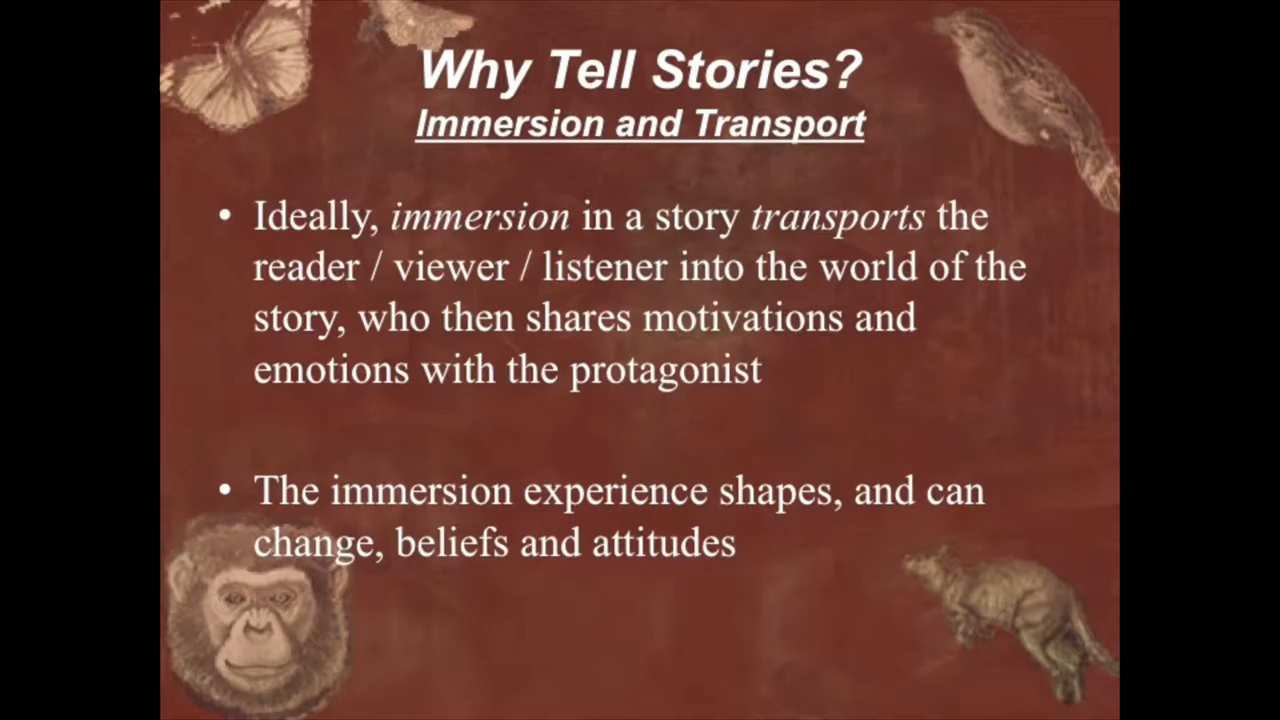 Why Tell Stories?
Immersion and Transport
• Ideally, immersion in a story transports the
reader / viewer / listener into the world of the
story, who then shares motivations and
emotions with the protagonist
• The immersion experience shapes, and can
change, beliefs and attitudes